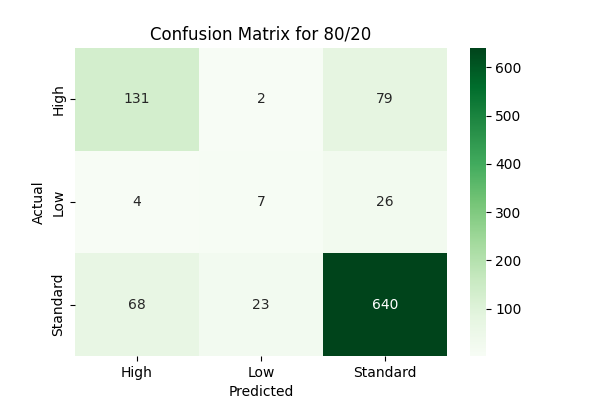 Confusion Matrix for 80/20
High 131 2 79
Low 4 7 26
Standard 68 23 640
Actual
High Low Standard
Predicted
600
500
400
300
200
100